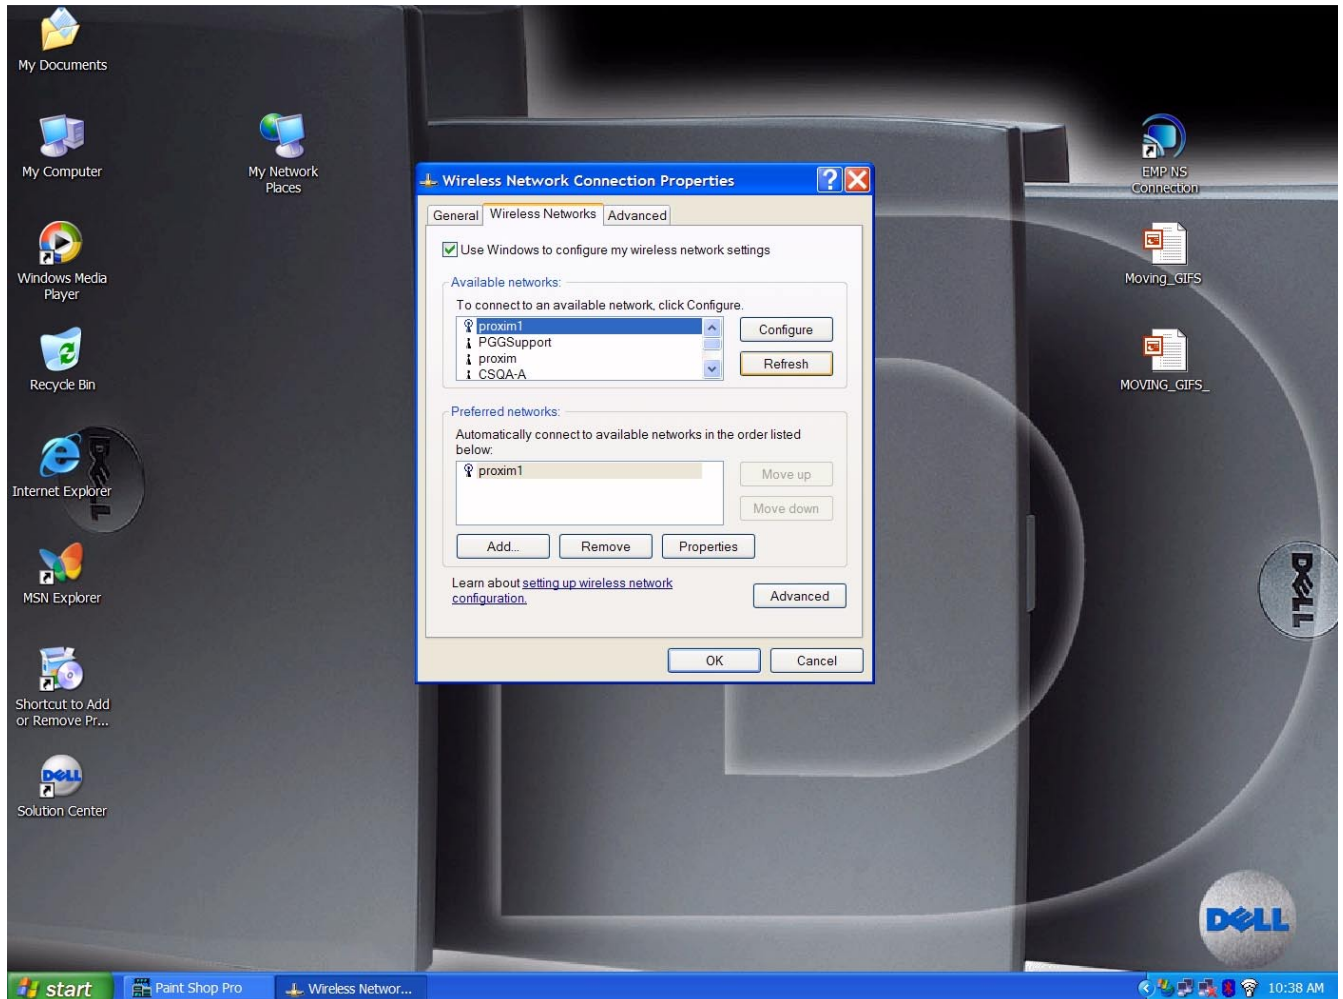 My Documents
My Computer
My Network
Places
EMP NS
Connection
Windows Media
Player
Moving_GIFS
Recycle Bin
MOVING_GIFS_
Internet Explorer
MSN Explorer
Shortcut to Add
or Remove Pr...
DELL
Solution Center
Wireless Network Connection Properties
General
Wireless Networks
Advanced
Use Windows to configure my wireless network settings
Available networks:
To connect to an available network, click Configure.
proxim1
PGGSupport
proxim
CSQA-A
Configure
Refresh
Preferred networks:
Automatically connect to available networks in the order listed
below:
proxim1
Move up
Move down
Add...
Remove
Properties
Learn about setting up wireless network
configuration.
Advanced
OK
Cancel
DELL
DELL
DELL
start
Paint Shop Pro
Wireless Networ...
10:38 AM